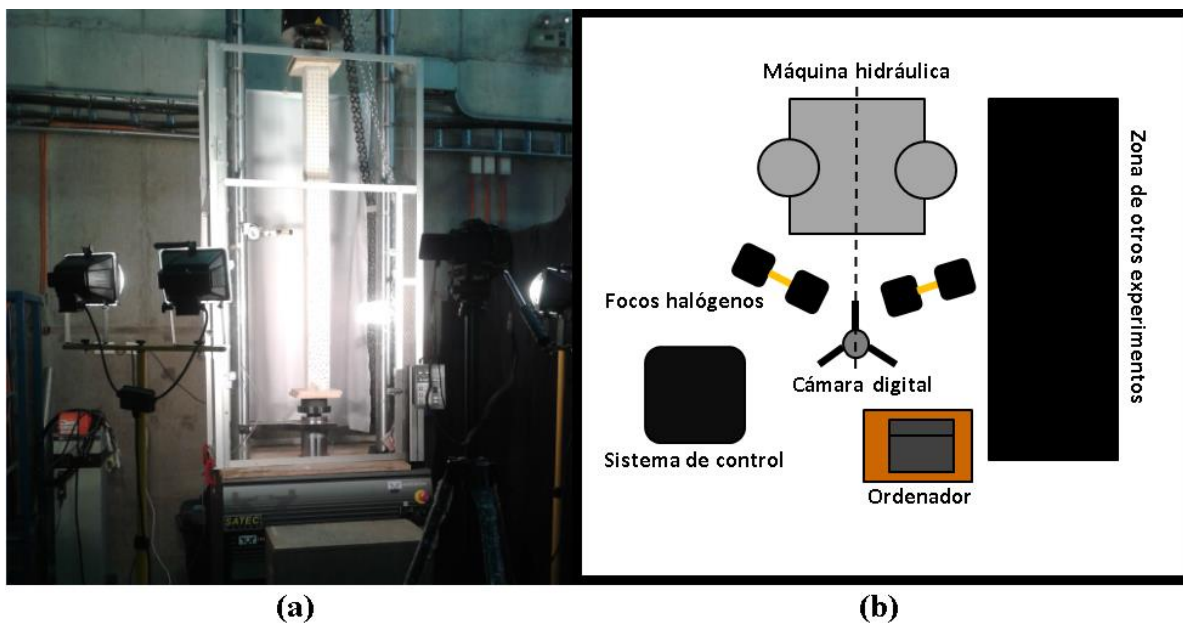 SATEC
Máquina hidráulica
Zona de otros experimentos
Focos halógenos
Cámara digital
Sistema de control
Ordenador
(a)
(b)